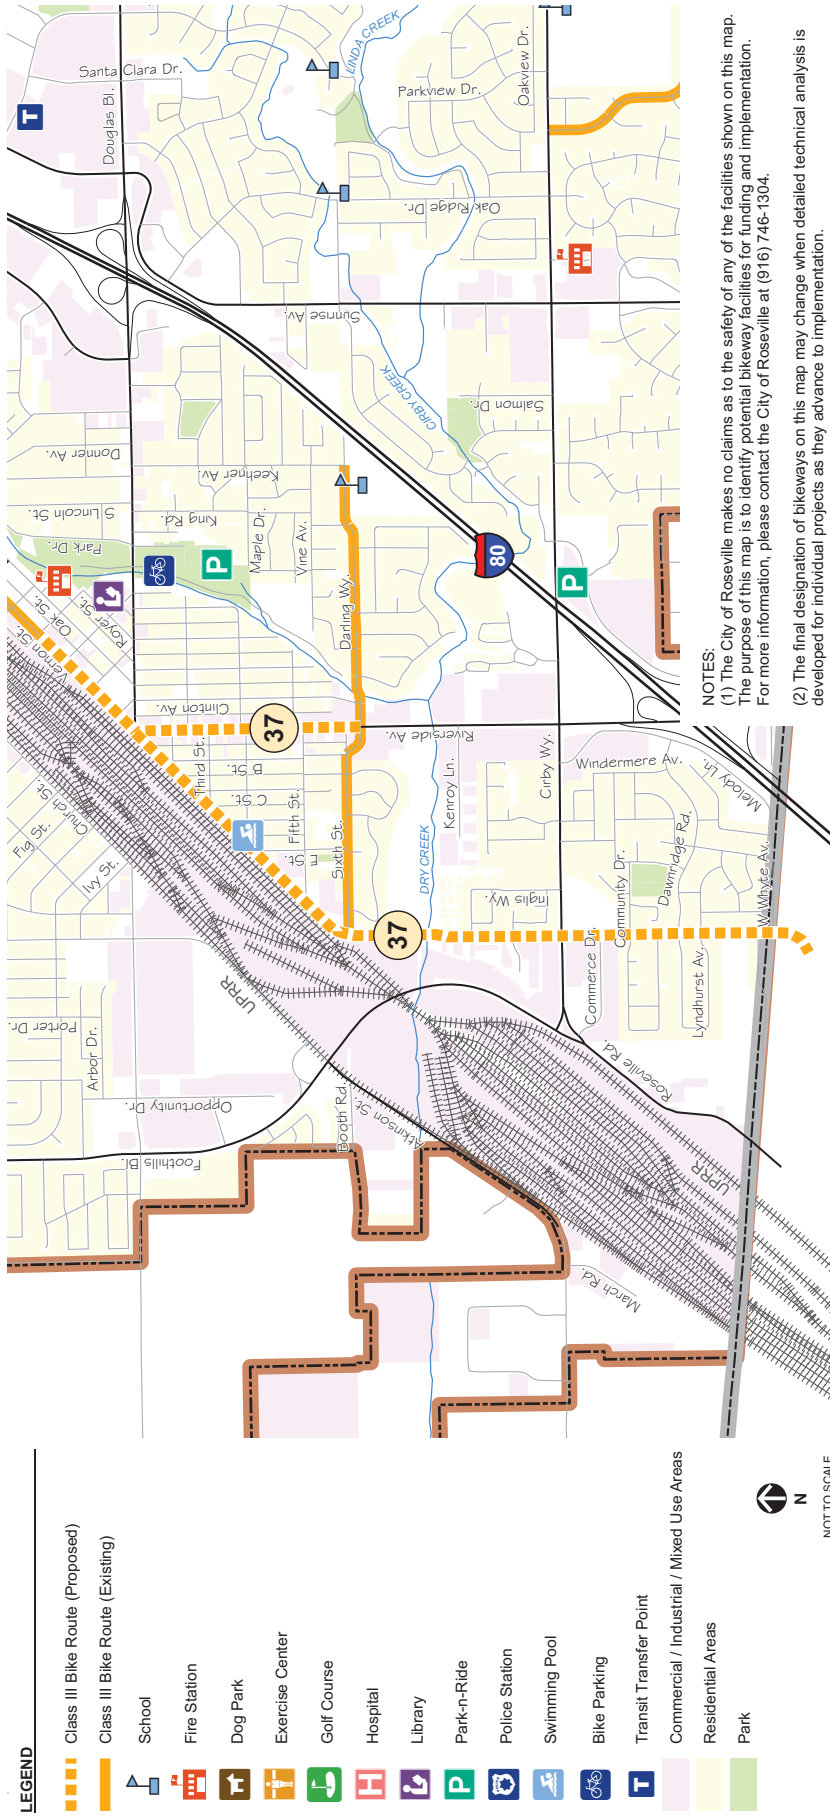 LEGEND
Class III Bike Route (Proposed)
Class III Bike Route (Existing)
School
Fire Station
Dog Park
Exercise Center
Golf Course
Hospital
Library
Park-n-Ride
Police Station
Swimming Pool
Bike Parking
Transit Transfer Point
Commercial / Industrial / Mixed Use Areas
Residential Areas
Park
H
P
T
N
NOT TO SCALE
T
Santa Clara Dr.
Douglas Bl.
LINDA CREEK
Parkview Dr.
Oakview Dr.
Oak Ridge Dr.
Sunrise Av.
CIRBY CREEK
Salmon Dr.
Donner Av.
Keehner Av.
S Lincoln St.
King Rd.
Park Dr.
Maple Dr.
Vine Av.
Darling Wy.
Oak St.
Royer St.
Vernon St.
P
80
P
Clinton Av.
37
Riverside Av.
Third St.
B St.
C St.
Fifth St.
E St.
Sixth St.
Kenroy Ln.
Cirby Wy.
Windermere Av.
Melody Ln.
Church St.
Fig St.
Ivy St.
DRY CREEK
37
Inglis Wy.
Community Dr.
Dawnridge Rd.
W Whyte Av.
Commerce Dr.
Lyndhurst Av.
UPRR
Porter Dr.
Arbor Dr.
Opportunity Dr.
Foothills Bl.
Booth Rd.
Atkinson St.
Roseville Rd.
UPRR
March Rd.
NOTES:
(1) The City of Roseville makes no claims as to the safety of any of the facilities shown on this map.
The purpose of this map is to identify potential bikeway facilities for funding and implementation.
For more information, please contact the City of Roseville at (916) 746-1304.
(2) The final designation of bikeways on this map may change when detailed technical analysis is
developed for individual projects as they advance to implementation.